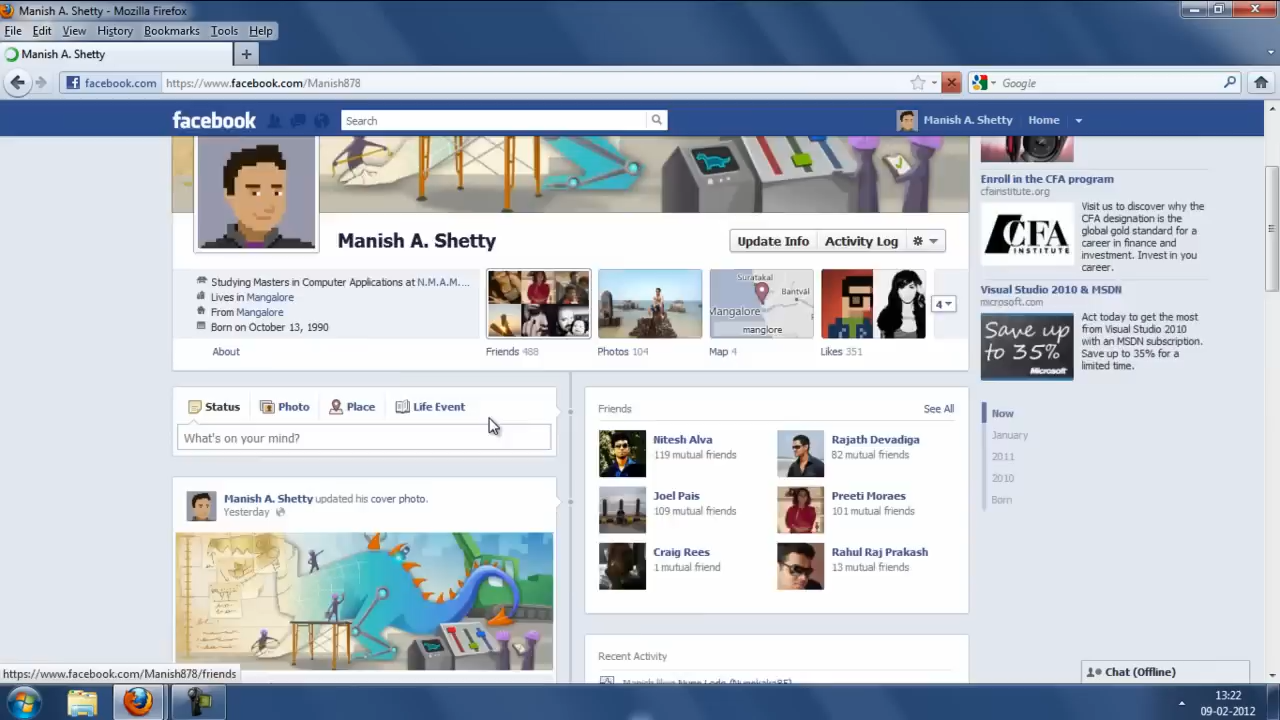 Manish A. Shetty - Mozilla Firefox
File Edit View History Bookmarks Tools Help
Manish A. Shetty
facebook.com https://www.facebook.com/Manish878
Google
facebook
Search
Manish A. Shetty Home
Manish A. Shetty
Update Info
Activity Log
Studying Masters in Computer Applications at N.M.A.M....
Lives in Mangalore
From Mangalore
Born on October 13, 1990
About
Friends 488
Photos 104
Suratakal
Bantvál
Mangalore
manglore
Map 4
Likes 351
4
Status Photo Place Life Event
What's on your mind?
Manish A. Shetty updated his cover photo.
Yesterday
Friends See All
Nitesh Alva
119 mutual friends
Rajath Devadiga
82 mutual friends
Joel Pais
109 mutual friends
Preeti Moraes
101 mutual friends
Craig Rees
1 mutual friend
Rahul Raj Prakash
13 mutual friends
Recent Activity
Enroll in the CFA program
cfainstitute.org
CFA
INSTITUTE
Visit us to discover why the
CFA designation is the
global gold standard for a
career in finance and
investment. Invest in you
career.
Visual Studio 2010 & MSDN
microsoft.com
Save up
to 35%
Microsoft
Act today to get the most
from Visual Studio 2010
with an MSDN subscription.
Save up to 35% for a
limited time.
Now
January
2011
2010
Born
https://www.facebook.com/Manish878/friends
Chat (Offline)
13:22
09-02-2012